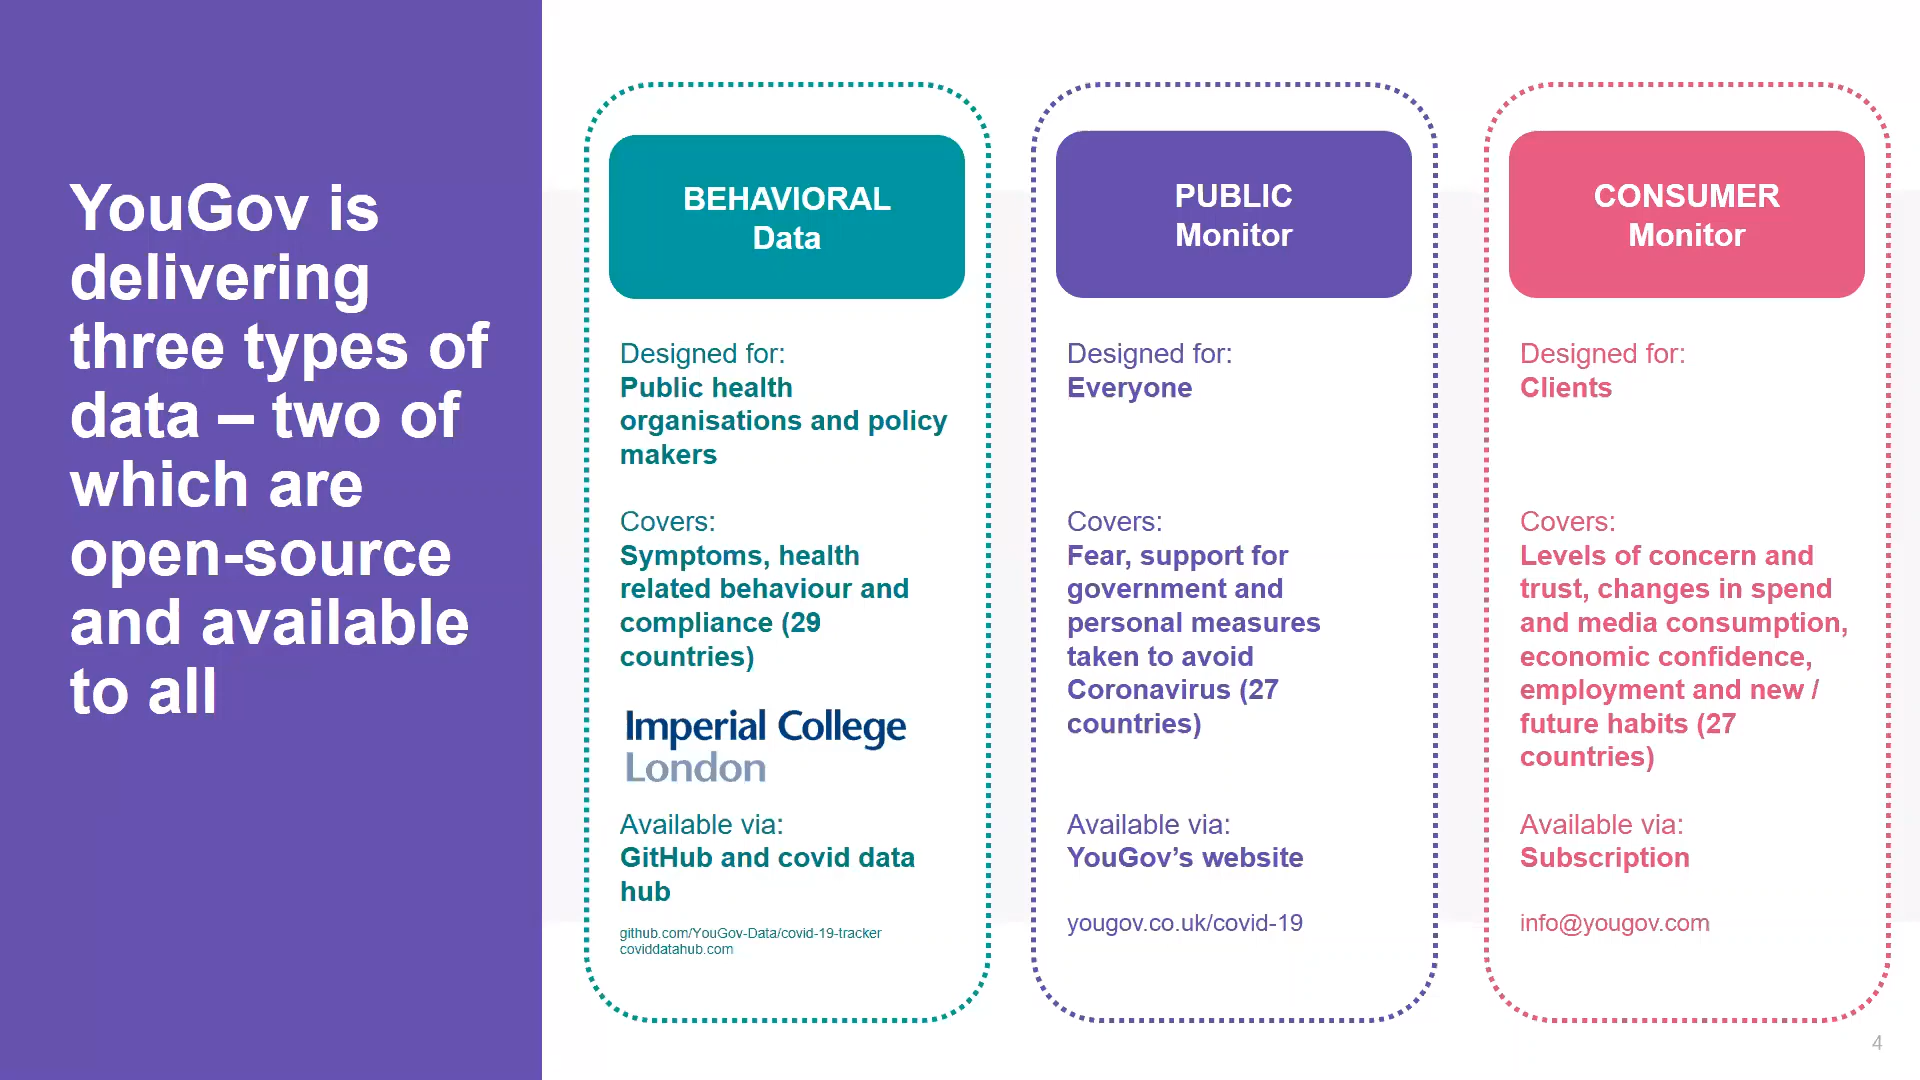 YouGov is
delivering
three types of
data – two of
which are
open-source
and available
to all
BEHAVIORAL
Data
Designed for:
Public health
organisations and policy
makers
Covers:
Symptoms, health
related behaviour and
compliance (29
countries)
Imperial College
London
Available via:
GitHub and covid data
hub
github.com/YouGov-Data/covid-19-tracker
coviddatahub.com
PUBLIC
Monitor
Designed for:
Everyone
Covers:
Fear, support for
government and
personal measures
taken to avoid
Coronavirus (27
countries)
Available via:
YouGov’s website
yougov.co.uk/covid-19
CONSUMER
Monitor
Designed for:
Clients
Covers:
Levels of concern and
trust, changes in spend
and media consumption,
economic confidence,
employment and new /
future habits (27
countries)
Available via:
Subscription
info@yougov.com
4